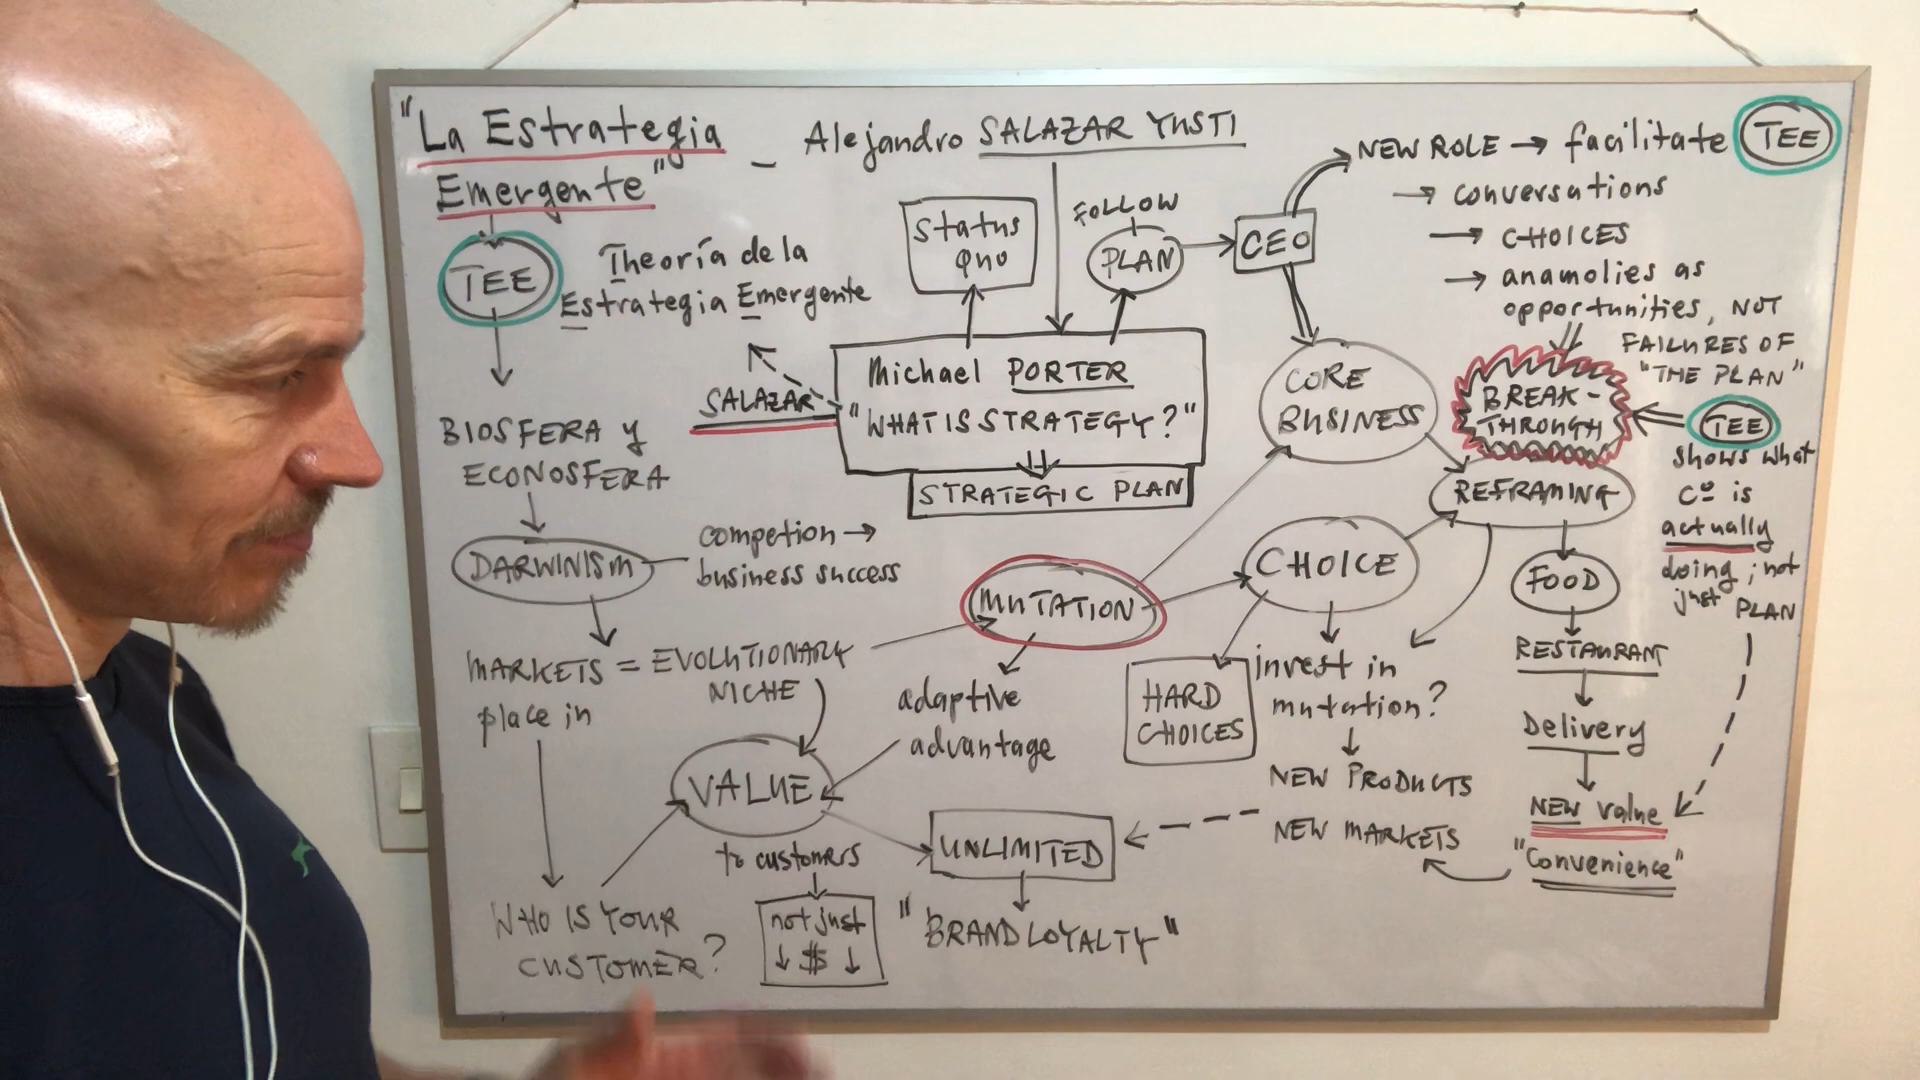 "La Estrategia
Emergente" - Alejandro SALAZAR YUSTI
TEE
Theoría de la
Estrategia Emergente
BIOSFERA y
ECONOSFERA
DARWINISM
competion →
business success
MARKETS = EVOLUTIONARY
NICHE
place in
WHO IS YOUR
CUSTOMER?
VALUE
to customers
not just
↓ $ ↓
Status
Quo
FOLLOW
PLAN
SALAZAR
Michael PORTER
"WHAT IS STRATEGY?"
STRATEGIC PLAN
MUTATION
adaptive
advantage
UNLIMITED
"BRAND LOYALTY"
CEO
NEW ROLE → facilitate TEE
→ conversations
→ CHOICES
→ anamolies as
opportunities, NOT
FAILURES OF
"THE PLAN"
CORE
BUSINESS
BREAK-
THROUGH
TEE
shows what
Cº is
actually
doing; not
just PLAN
REFRAMING
CHOICE
HARD
CHOICES
invest in
mutation?
NEW PRODUCTS
NEW MARKETS
FOOD
RESTAURANT
Delivery
NEW value
"Convenience"